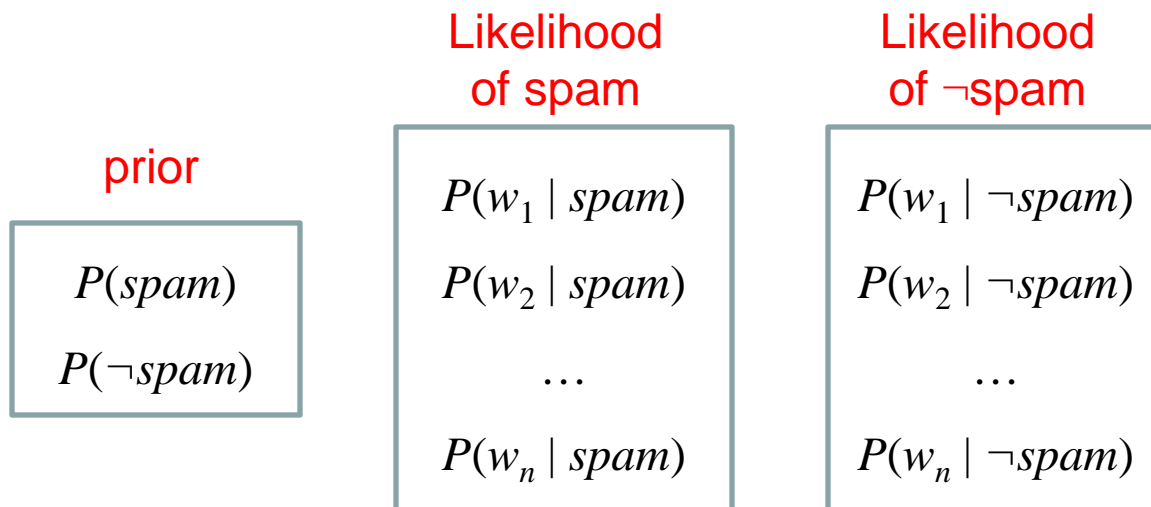 prior
P(spam)
P(¬spam)
Likelihood
of spam
P(w₁ | spam)
P(w₂ | spam)
…
P(wₙ | spam)
Likelihood
of ¬spam
P(w₁ | ¬spam)
P(w₂ | ¬spam)
…
P(wₙ | ¬spam)